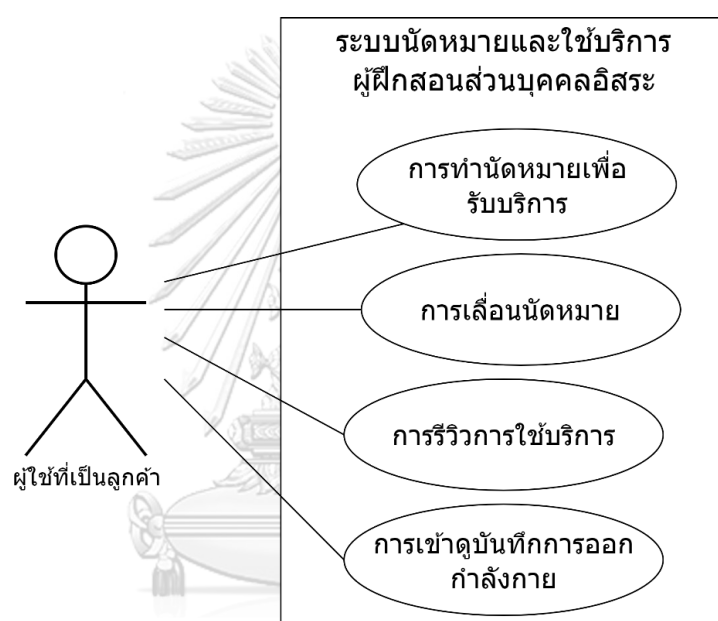 ระบบนัดหมายและใช้บริการ
ผู้ฝึกสอนส่วนบุคคลอิสระ
การทำนัดหมายเพื่อ
รับบริการ
การเลื่อนนัดหมาย
การรีวิวการใช้บริการ
ผู้ใช้ที่เป็นลูกค้า
การเข้าดูบันทึกการออก
กำลังกาย